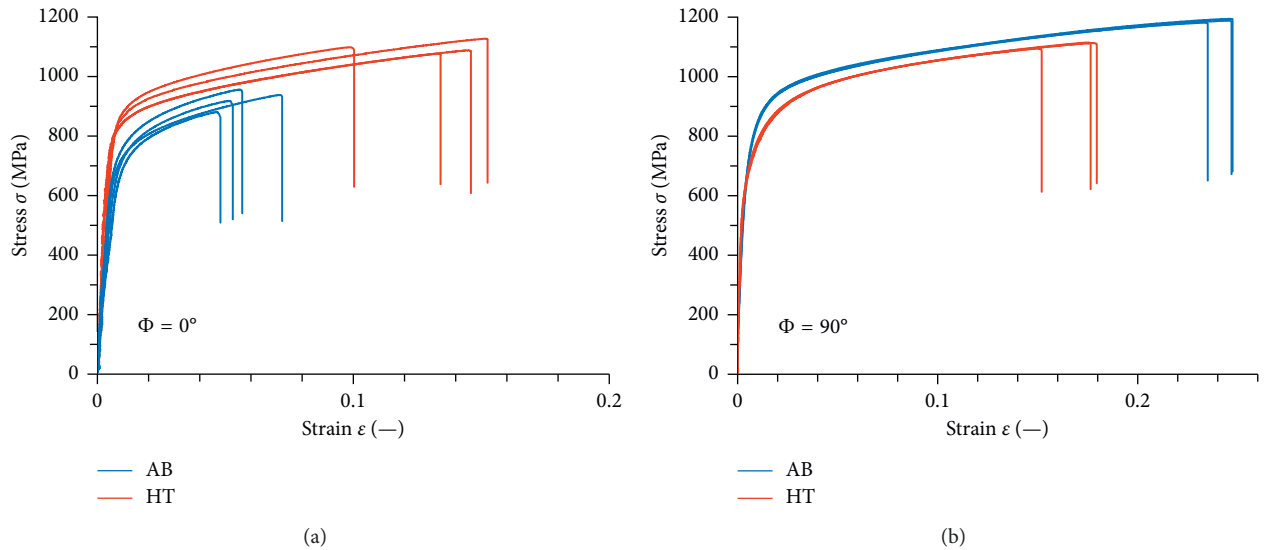 1200
1000
800
600
400
200
0
Stress σ (MPa)
Φ = 0°
0
0.1
0.2
Strain ε (—)
AB
HT
(a)
1200
1000
800
600
400
200
0
Stress σ (MPa)
Φ = 90°
0
0.1
0.2
Strain ε (—)
AB
HT
(b)